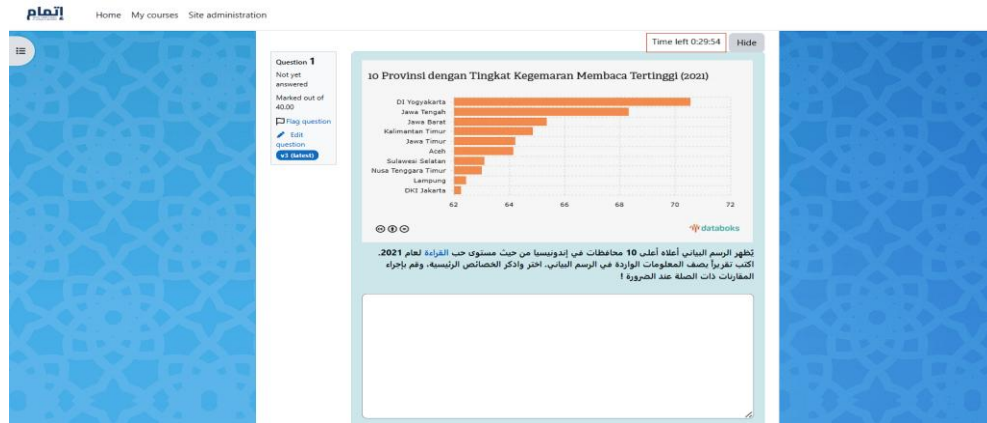 إتمام
Home My courses Site administration
Time left 0:29:54
Hide
Question 1
Not yet
answered
Marked out of
40.00
Flag question
Edit
question
v3 (latest)
10 Provinsi dengan Tingkat Kegemaran Membaca Tertinggi (2021)
DI Yogyakarta
Jawa Tengah
Jawa Barat
Kalimantan Timur
Jawa Timur
Aceh
Sulawesi Selatan
Nusa Tenggara Timur
Lampung
DKI Jakarta
62 64 66 68 70 72
databoks
يُظهر الرسم البياني أعلاه أعلى 10 محافظات في إندونيسيا من حيث مستوى حب القراءة لعام 2021.
اكتب تقريراً يصف المعلومات الواردة في الرسم البياني. اختر واذكر الخصائص الرئيسية، وقم بإجراء
المقارنات ذات الصلة عند الضرورة !